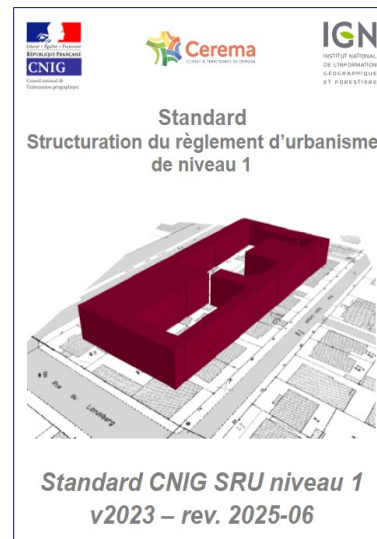 Liberté • Égalité • Fraternité
RÉPUBLIQUE FRANÇAISE
CNIG
Conseil national de
l'information géographique
Cerema
CLIMAT & TERRITOIRES DE DEMAIN
IGN
INSTITUT NATIONAL
DE L'INFORMATION
GÉOGRAPHIQUE
ET FORESTIÈRE
Standard
Structuration du règlement d'urbanisme
de niveau 1
Rue du
Standard CNIG SRU niveau 1
v2023 – rev. 2025-06